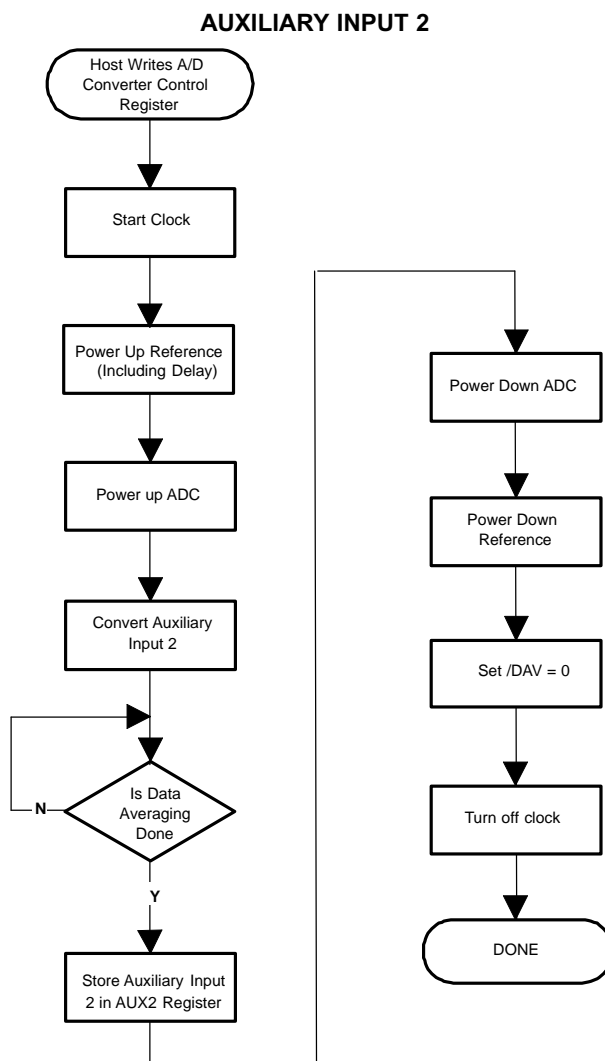 AUXILIARY INPUT 2
Host Writes A/D
Converter Control
Register
Start Clock
Power Up Reference
(Including Delay)
Power up ADC
Convert Auxiliary
Input 2
Is Data
Averaging
Done
N
Y
Store Auxiliary Input
2 in AUX2 Register
Power Down ADC
Power Down
Reference
Set /DAV = 0
Turn off clock
DONE